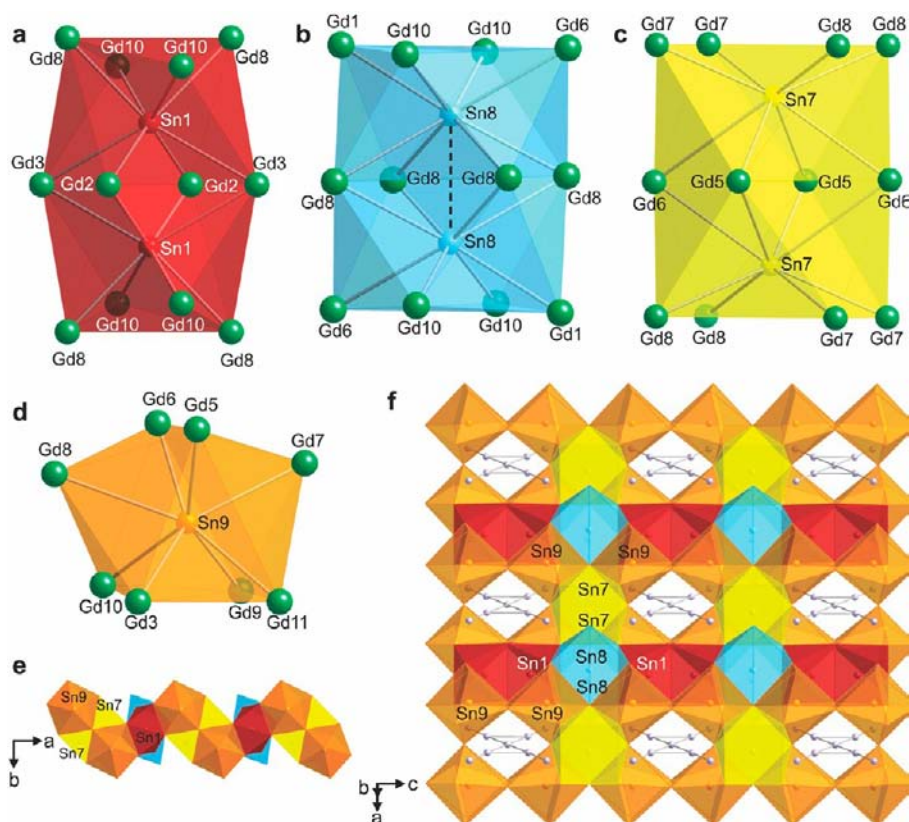 a
Gd8 Gd10 Gd10 Gd8
Sn1
Gd3 Gd2 Gd2 Gd3
Sn1
Gd10 Gd10
Gd8 Gd8
b
Gd1 Gd10 Gd10 Gd6
Sn8
Gd8 Gd8 Gd8 Gd8
Sn8
Gd6 Gd10 Gd10 Gd1
c
Gd7 Gd7 Gd8 Gd8
Sn7
Gd6 Gd5 Gd5 Gd6
Sn7
Gd8 Gd8 Gd7 Gd7
d
Gd6 Gd5
Gd8 Gd7
Sn9
Gd10 Gd3 Gd9 Gd11
e
Sn9 Sn7
Sn7 Sn1
a
b
f
Sn9 Sn9
Sn7
Sn7
Sn1 Sn8 Sn1
Sn8
Sn9 Sn9
b c
a